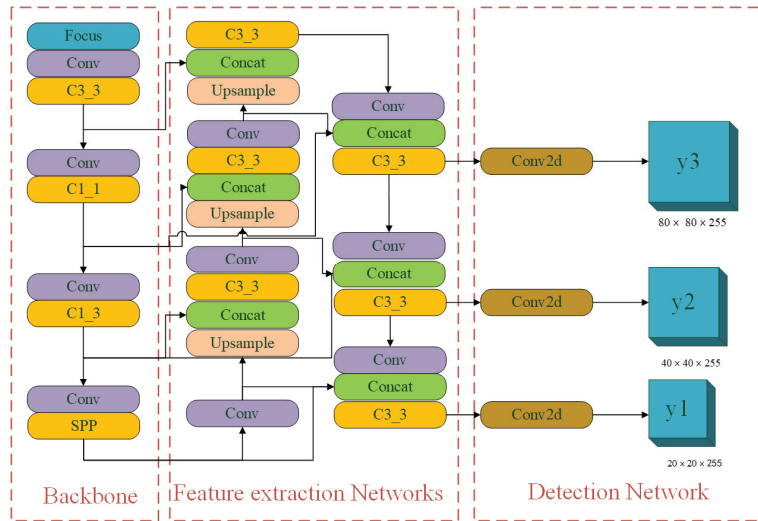 Focus
Conv
C3_3
Conv
C1_1
Conv
C1_3
Conv
SPP
Backbone
C3_3
Concat
Upsample
Conv
C3_3
Concat
Upsample
Conv
C3_3
Concat
Upsample
Conv
Conv
Concat
C3_3
Conv
Concat
C3_3
Conv
Concat
C3_3
Feature extraction Networks
Conv2d
y3
80 × 80×255
Conv2d
y2
40×40×255
Conv2d
y1
20×20×255
Detection Network